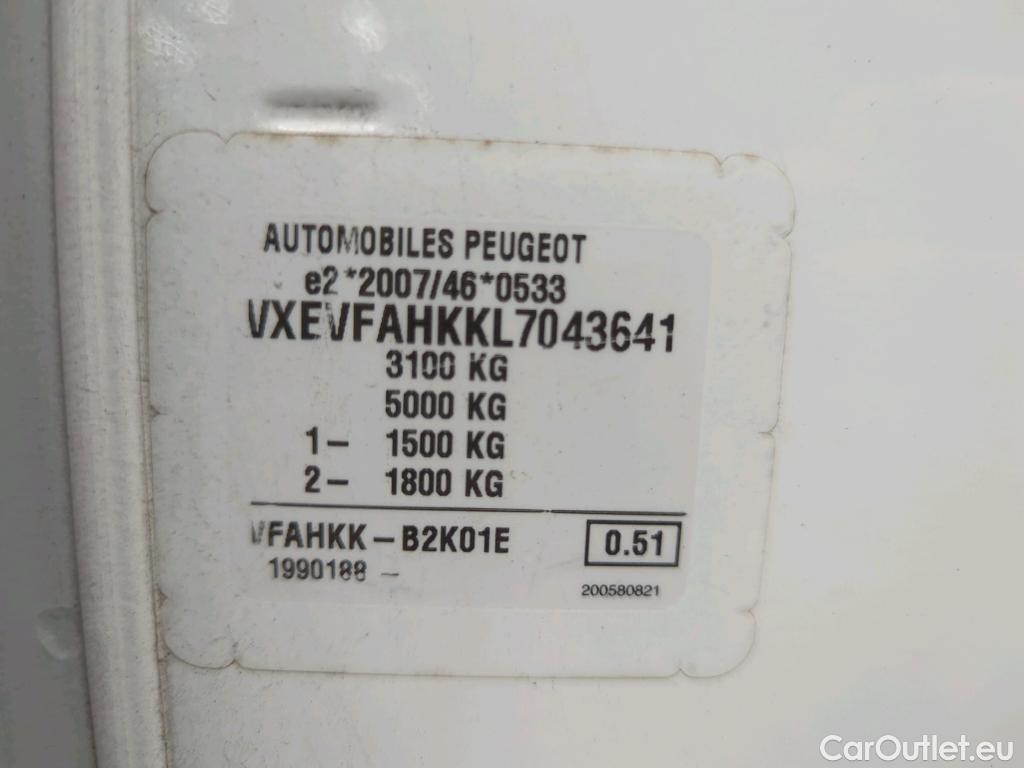 AUTOMOBILES PEUGEOT
e2*2007/46*0533
VXEVFAHKKL7043641
3100 KG
5000 KG
1- 1500 KG
2- 1800 KG
VFAHKK-B2K01E 0.51
1990188 -
200580821
CarOutlet.eu